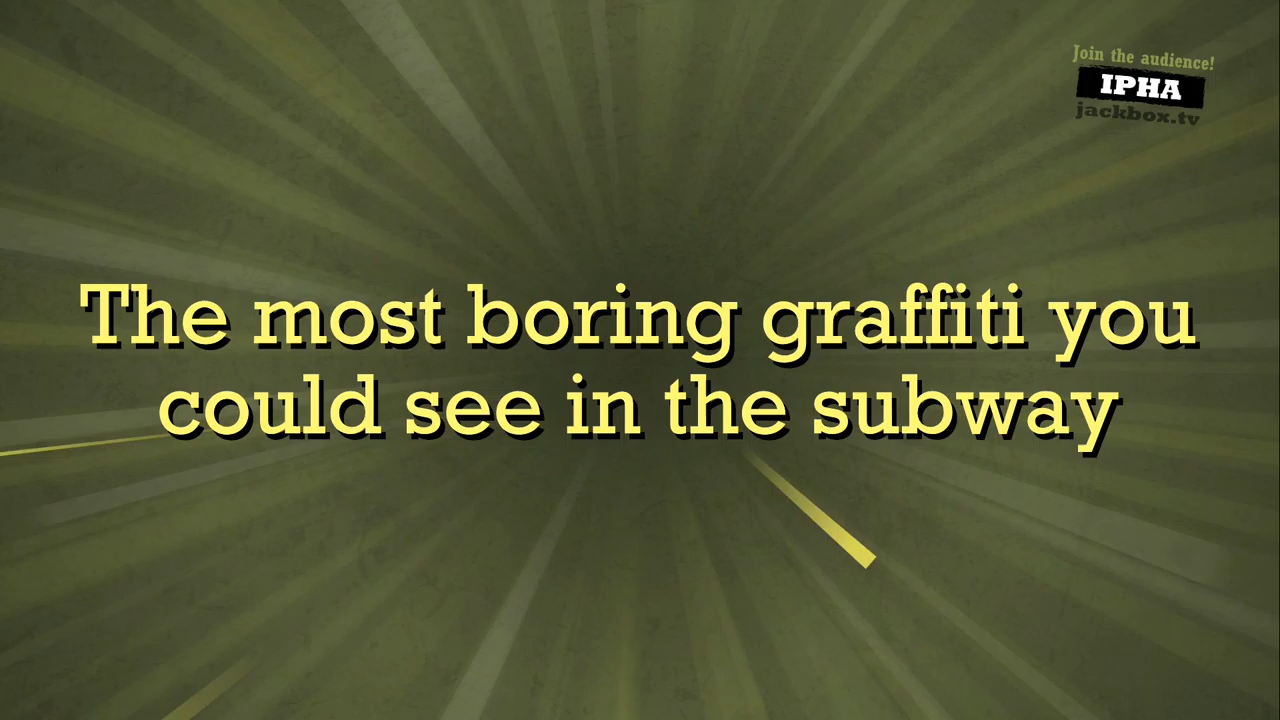 Join the audience!
IPHA
jackbox.tv
The most boring graffiti you
could see in the subway